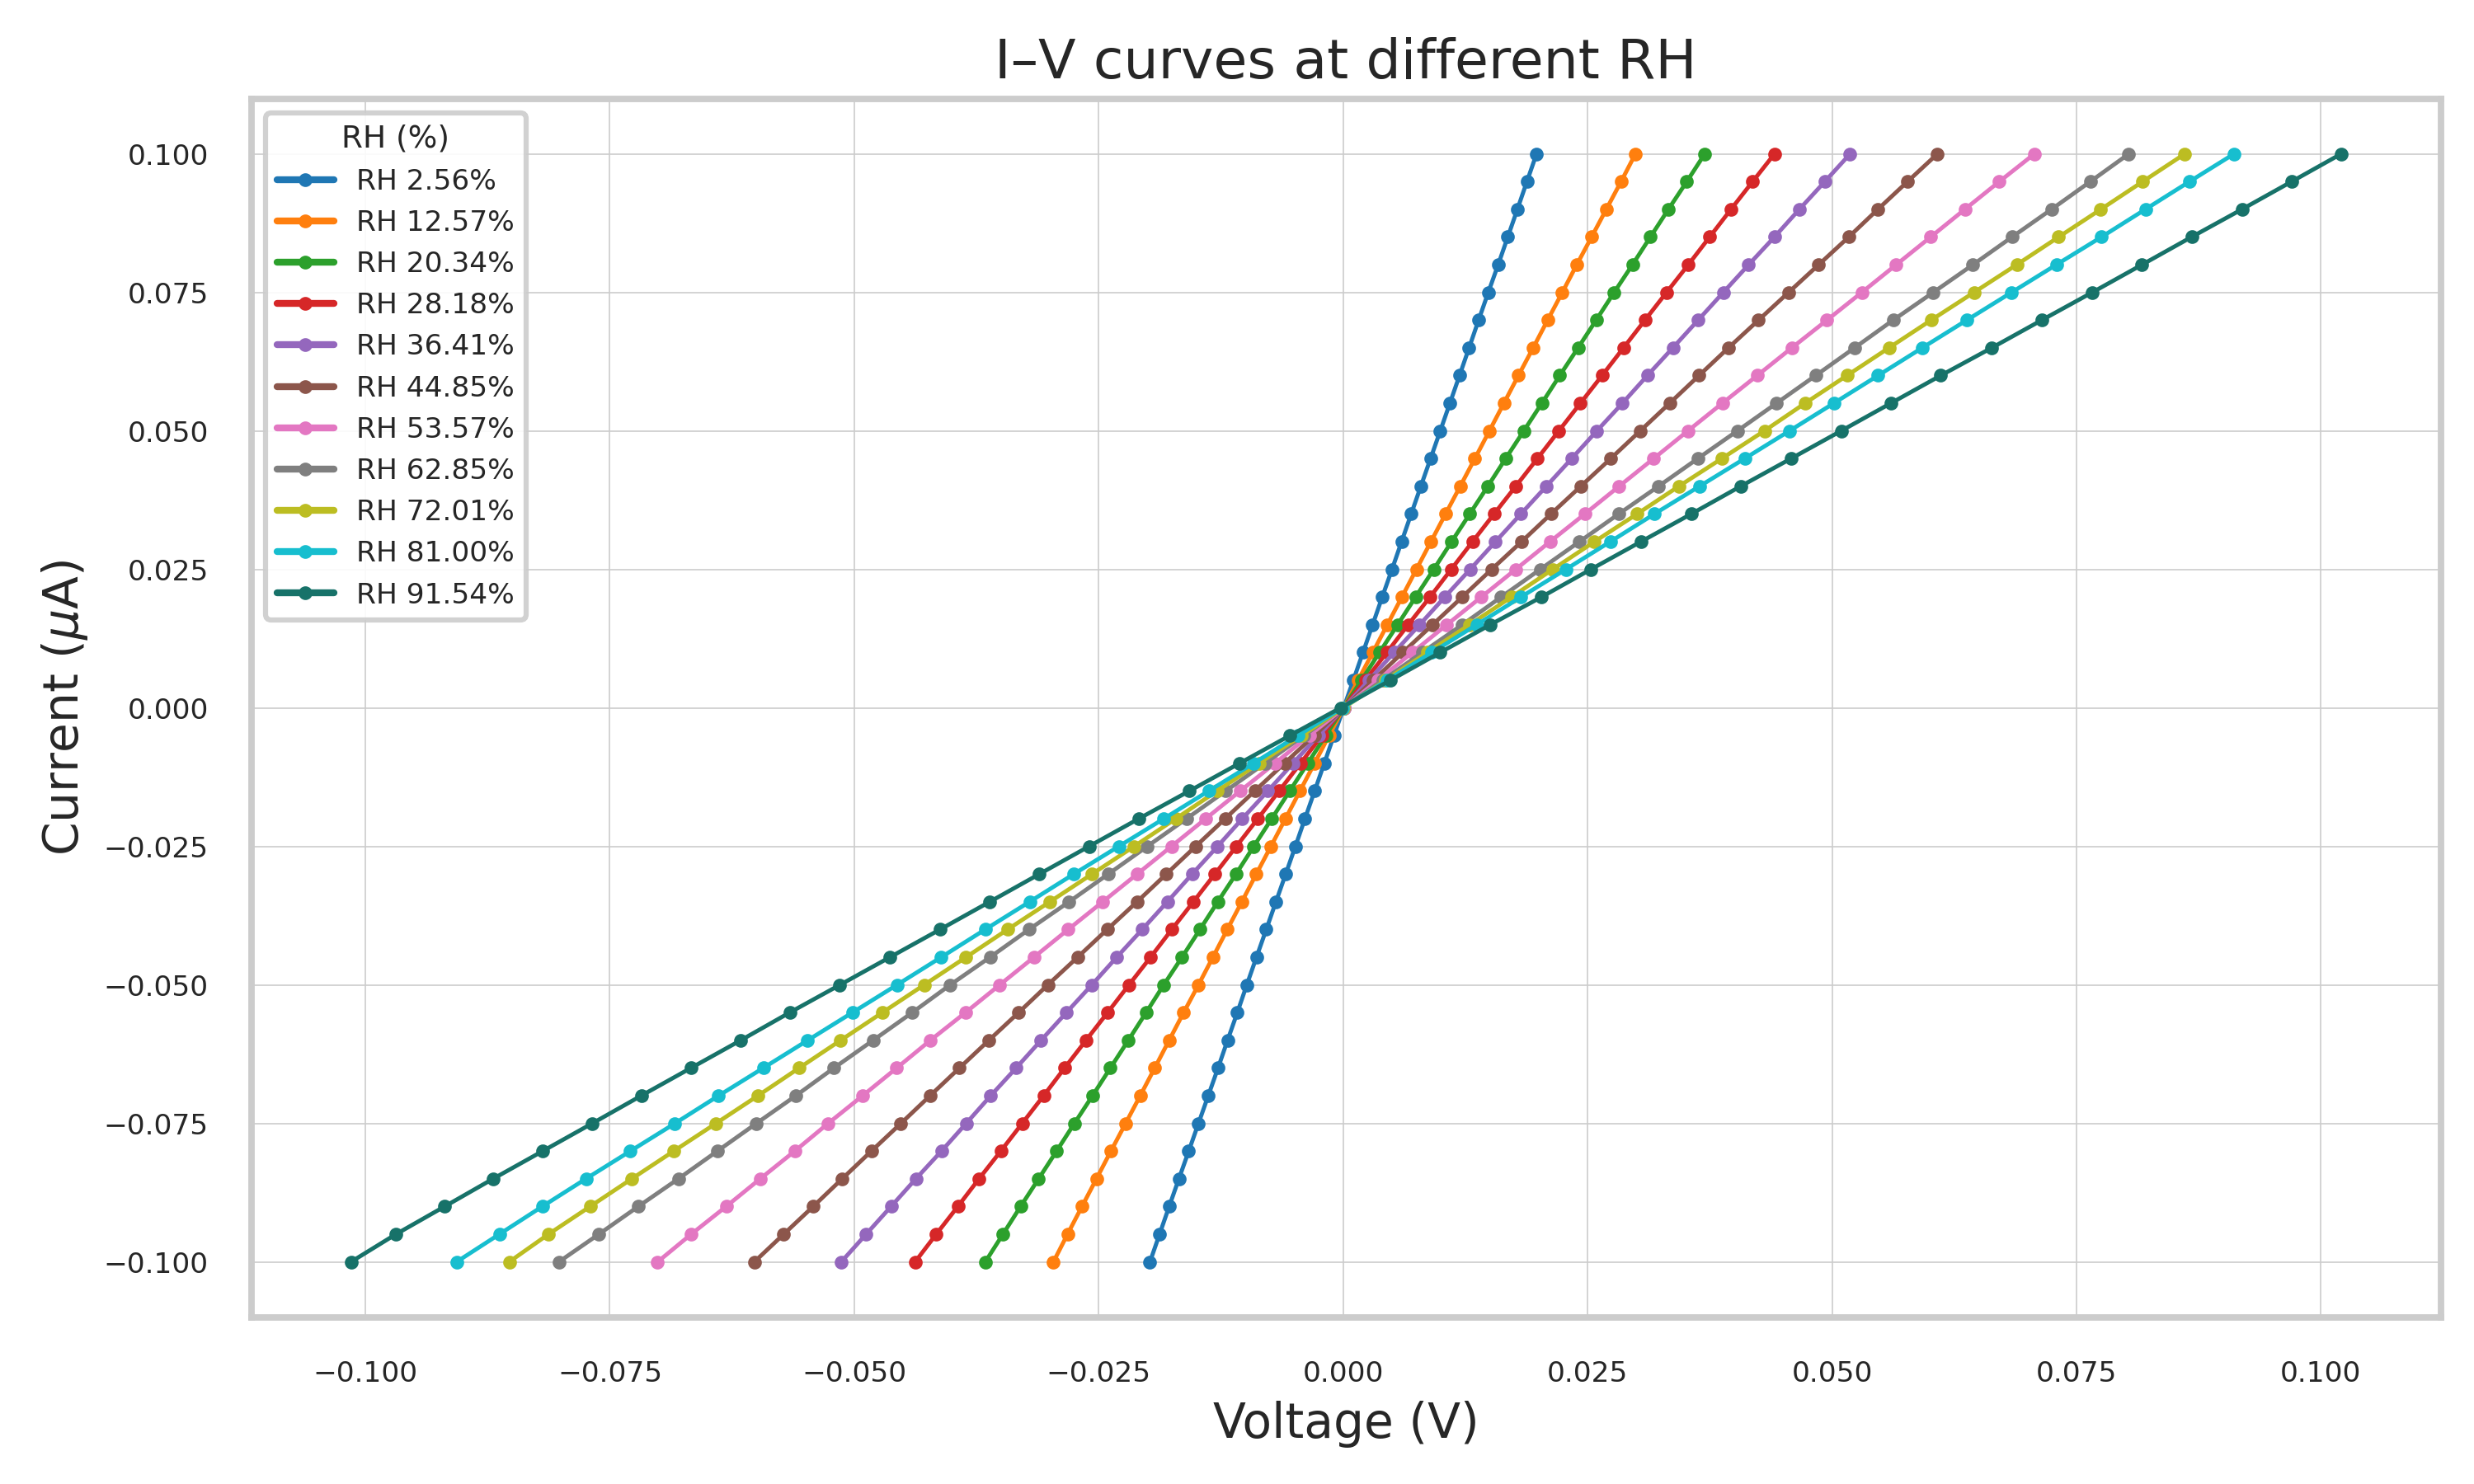 I–V curves at different RH
RH (%)
RH 2.56%
RH 12.57%
RH 20.34%
RH 28.18%
RH 36.41%
RH 44.85%
RH 53.57%
RH 62.85%
RH 72.01%
RH 81.00%
RH 91.54%
Current (μA)
0.100
0.075
0.050
0.025
0.000
−0.025
−0.050
−0.075
−0.100
−0.100 −0.075 −0.050 −0.025 0.000 0.025 0.050 0.075 0.100
Voltage (V)